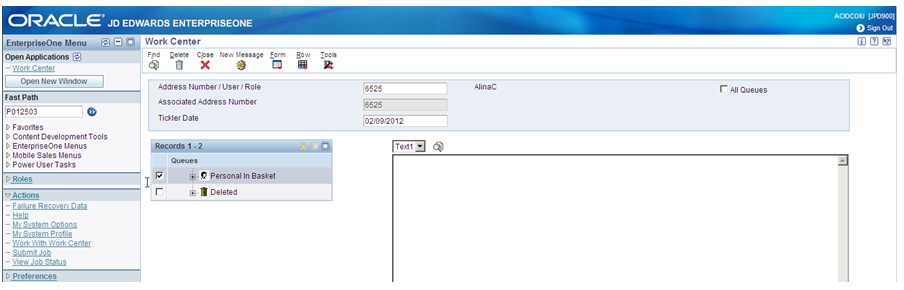 ORACLE® JD EDWARDS ENTERPRISEONE
ACIOCOIU [JPD900]
Sign Out
EnterpriseOne Menu
Open Applications
Work Center
Open New Window
Fast Path
P012503
Favorites
Content Development Tools
EnterpriseOne Menus
Mobile Sales Menus
Power User Tasks
Roles
Actions
Failure Recovery Data
Help
My System Options
My System Profile
Work With Work Center
Submit Job
View Job Status
Preferences
Work Center
Find Delete Close New Message Form Row Tools
Address Number / User / Role 6525 AlinaC All Queues
Associated Address Number 6525
Tickler Date 02/09/2012
Records 1 - 2
Queues
Personal In Basket
Deleted
Text1